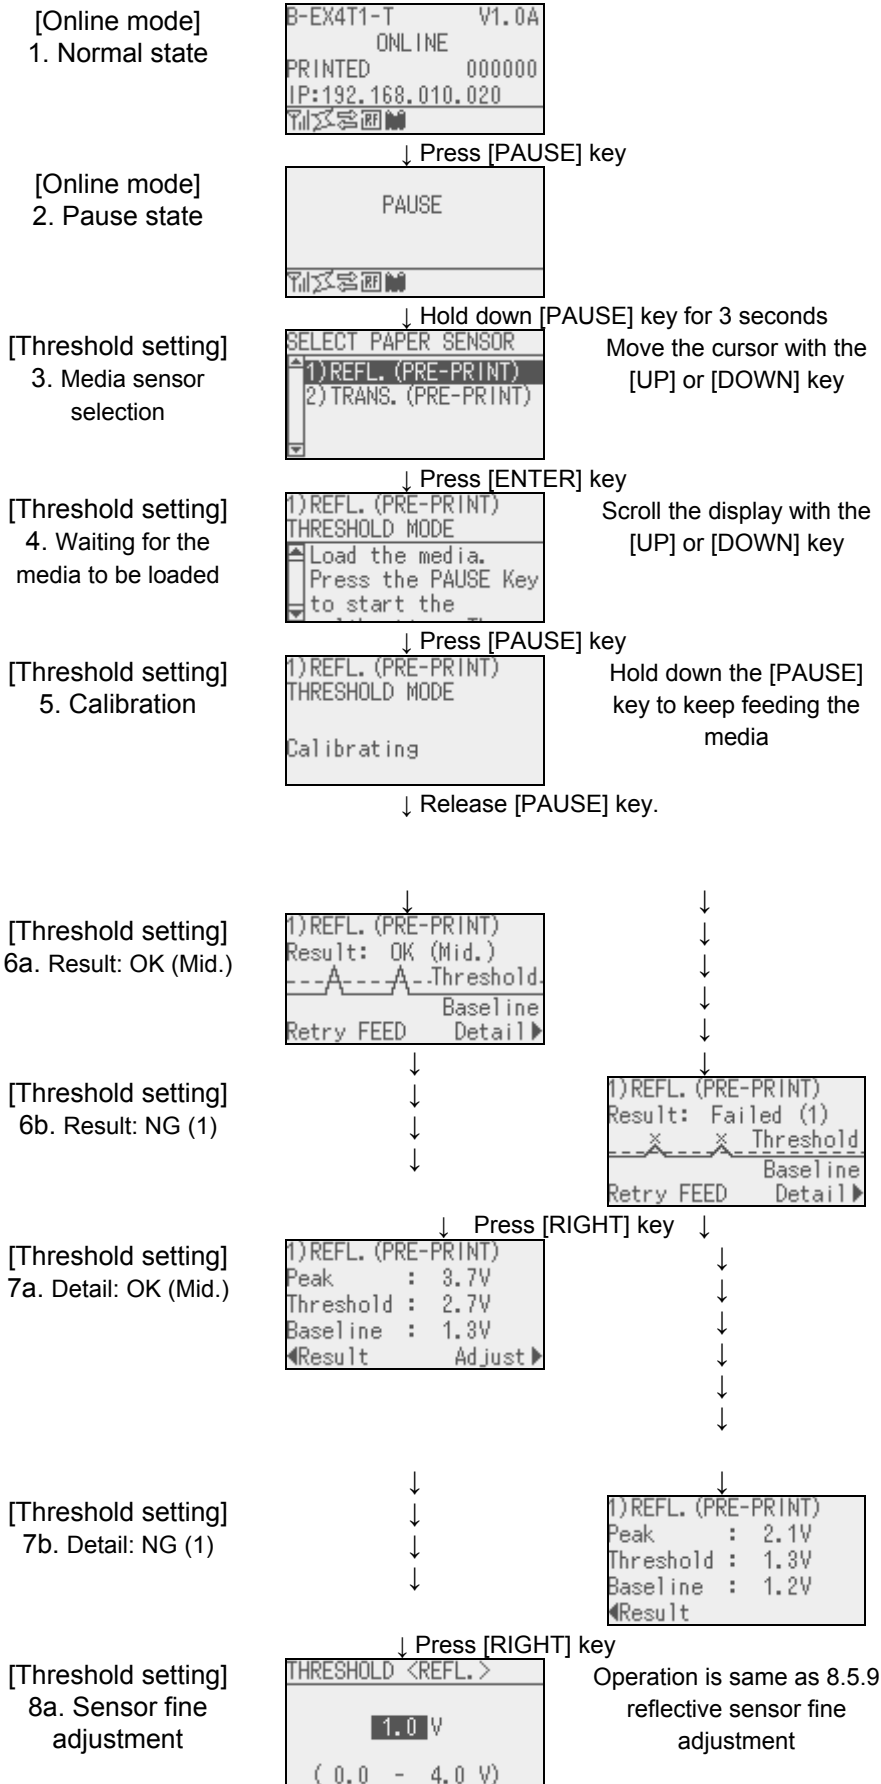 [Online mode]
1. Normal state
B-EX4T1-T V1.0A
ONLINE
PRINTED 000000
IP:192.168.010.020
RF
↓ Press [PAUSE] key
[Online mode]
2. Pause state
PAUSE
RF
↓ Hold down [PAUSE] key for 3 seconds
[Threshold setting]
3. Media sensor
selection
SELECT PAPER SENSOR
1)REFL.(PRE-PRINT)
2)TRANS.(PRE-PRINT)
Move the cursor with the
[UP] or [DOWN] key
↓ Press [ENTER] key
[Threshold setting]
4. Waiting for the
media to be loaded
1)REFL.(PRE-PRINT)
THRESHOLD MODE
Load the media.
Press the PAUSE Key
to start the
Scroll the display with the
[UP] or [DOWN] key
↓ Press [PAUSE] key
[Threshold setting]
5. Calibration
1)REFL.(PRE-PRINT)
THRESHOLD MODE
Calibrating
Hold down the [PAUSE]
key to keep feeding the
media
↓ Release [PAUSE] key.
[Threshold setting]
6a. Result: OK (Mid.)
1)REFL.(PRE-PRINT)
Result: OK (Mid.)
Threshold
Baseline
Retry FEED Detail▶
[Threshold setting]
6b. Result: NG (1)
1)REFL.(PRE-PRINT)
Result: Failed (1)
× × Threshold
Baseline
Retry FEED Detail▶
↓ Press [RIGHT] key ↓
[Threshold setting]
7a. Detail: OK (Mid.)
1)REFL.(PRE-PRINT)
Peak : 3.7V
Threshold : 2.7V
Baseline : 1.3V
◀Result Adjust▶
[Threshold setting]
7b. Detail: NG (1)
1)REFL.(PRE-PRINT)
Peak : 2.1V
Threshold : 1.3V
Baseline : 1.2V
◀Result
↓ Press [RIGHT] key
[Threshold setting]
8a. Sensor fine
adjustment
THRESHOLD <REFL.>
1.0 V
( 0.0 - 4.0 V)
Operation is same as 8.5.9
reflective sensor fine
adjustment